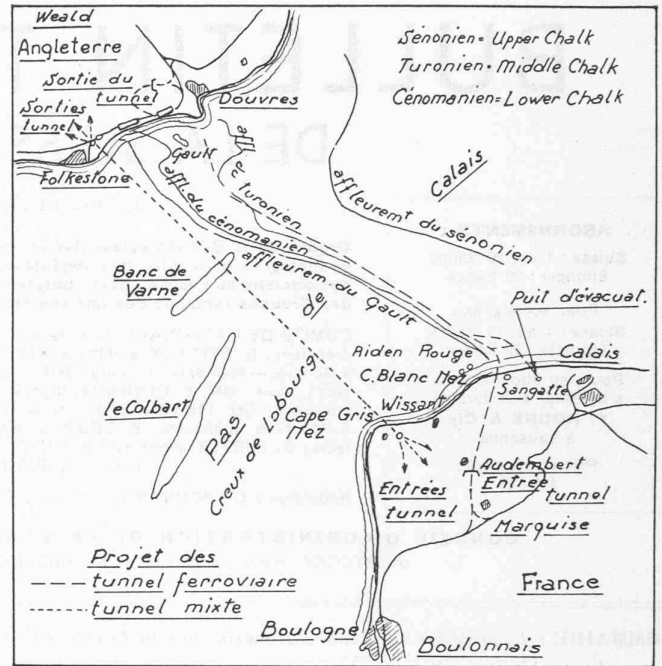 Weald
Angleterre
Sortie du
tunnel
Sorties
tunnel
Douvres
Folkestone
Sénonien=Upper Chalk
Turonien=Middle Chalk
Cénomanien=Lower Chalk
Gault
affl. turonien
affl. du cénomanien
affleurem du Gault
affleuremt du sénonien
Calais
Banc de
Varne
Puit d'évacuat.
Aiden Rouge
C. Blanc Nez
Calais
Sangatte
Wissant
le Colbart
Pas de
Creux de Lobourg
Cape Gris
Nez
Entrées
tunnel
Audembert
Entrée
tunnel
Marquise
Projet des
tunnel ferroviaire
tunnel mixte
France
Boulogne
Boulonnais